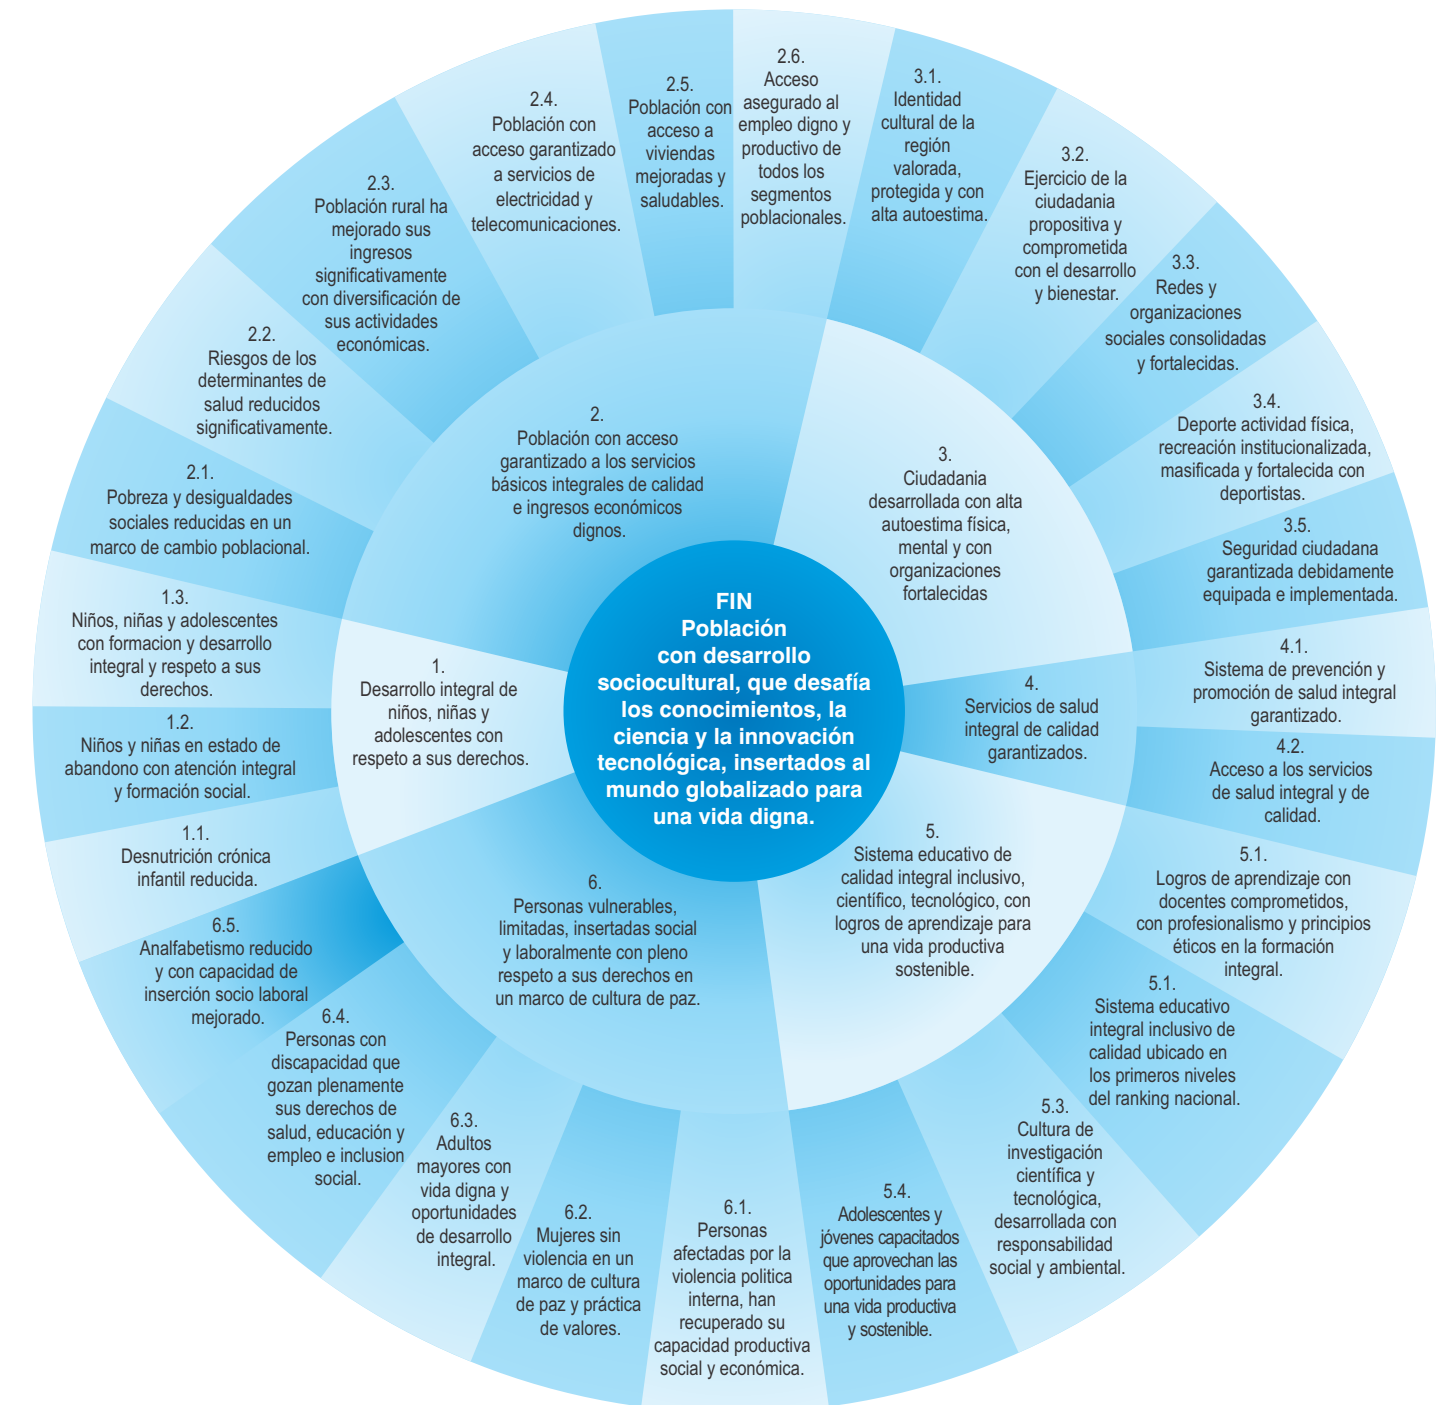 FIN
Población
con desarrollo
sociocultural, que desafía
los conocimientos, la
ciencia y la innovación
tecnológica, insertados al
mundo globalizado para
una vida digna.
1.
Desarrollo integral de
niños, niñas y
adolescentes con
respeto a sus derechos.
2.
Población con acceso
garantizado a los servicios
básicos integrales de calidad
e ingresos económicos
dignos.
3.
Ciudadania
desarrollada con alta
autoestima física,
mental y con
organizaciones
fortalecidas
4.
Servicios de salud
integral de calidad
garantizados.
5.
Sistema educativo de
calidad integral inclusivo,
científico, tecnológico, con
logros de aprendizaje para
una vida productiva
sostenible.
6.
Personas vulnerables,
limitadas, insertadas social
y laboralmente con pleno
respeto a sus derechos en
un marco de cultura de paz.
1.1.
Desnutrición crónica
infantil reducida.
1.2.
Niños y niñas en estado de
abandono con atención integral
y formación social.
1.3.
Niños, niñas y adolescentes
con formacion y desarrollo
integral y respeto a sus
derechos.
2.1.
Pobreza y desigualdades
sociales reducidas en un
marco de cambio poblacional.
2.2.
Riesgos de los
determinantes de
salud reducidos
significativamente.
2.3.
Población rural ha
mejorado sus
ingresos
significativamente
con diversificación de
sus actividades
económicas.
2.4.
Población con
acceso garantizado
a servicios de
electricidad y
telecomunicaciones.
2.5.
Población con
acceso a
viviendas
mejoradas y
saludables.
2.6.
Acceso
asegurado al
empleo digno y
productivo de
todos los
segmentos
poblacionales.
3.1.
Identidad
cultural de la
región
valorada,
protegida y con
alta autoestima.
3.2.
Ejercicio de la
ciudadania
propositiva y
comprometida
con el desarrollo
y bienestar.
3.3.
Redes y
organizaciones
sociales consolidadas
y fortalecidas.
3.4.
Deporte actividad física,
recreación institucionalizada,
masificada y fortalecida con
deportistas.
3.5.
Seguridad ciudadana
garantizada debidamente
equipada e implementada.
4.1.
Sistema de prevención y
promoción de salud integral
garantizado.
4.2.
Acceso a los servicios
de salud integral y de
calidad.
5.1.
Logros de aprendizaje con
docentes comprometidos,
con profesionalismo y principios
éticos en la formación
integral.
5.1.
Sistema educativo
integral inclusivo de
calidad ubicado en
los primeros niveles
del ranking nacional.
5.3.
Cultura de
investigación
científica y
tecnológica,
desarrollada con
responsabilidad
social y ambiental.
5.4.
Adolescentes y
jóvenes capacitados
que aprovechan las
oportunidades para
una vida productiva
y sostenible.
6.1.
Personas
afectadas por la
violencia politica
interna, han
recuperado su
capacidad productiva
social y económica.
6.2.
Mujeres sin
violencia en un
marco de cultura
de paz y práctica
de valores.
6.3.
Adultos
mayores con
vida digna y
oportunidades
de desarrollo
integral.
6.4.
Personas con
discapacidad que
gozan plenamente
sus derechos de
salud, educación y
empleo e inclusion
social.
6.5.
Analfabetismo reducido
y con capacidad de
inserción socio laboral
mejorado.